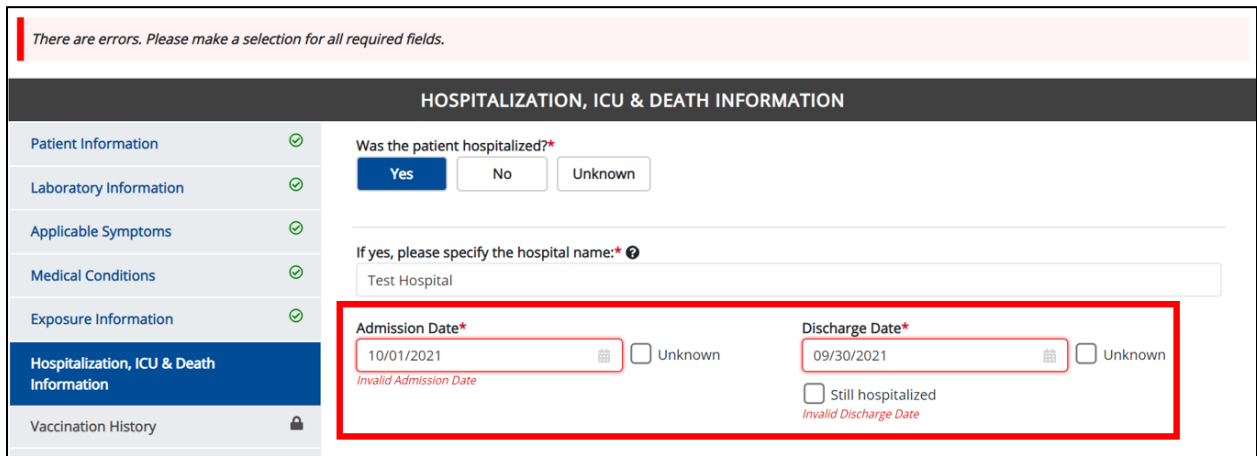 There are errors. Please make a selection for all required fields.
HOSPITALIZATION, ICU & DEATH INFORMATION
Patient Information
Laboratory Information
Applicable Symptoms
Medical Conditions
Exposure Information
Hospitalization, ICU & Death
Information
Vaccination History
Was the patient hospitalized?*
Yes No Unknown
If yes, please specify the hospital name:*
Test Hospital
Admission Date* Discharge Date*
10/01/2021 Unknown 09/30/2021 Unknown
Invalid Admission Date
Still hospitalized
Invalid Discharge Date